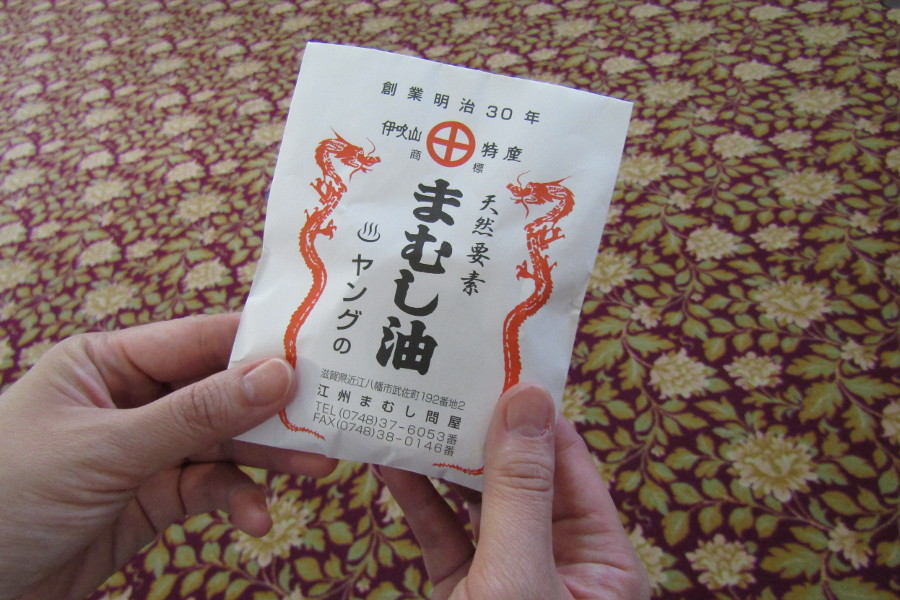 創業明治30年
伊吹山 特産
商標
天然要素
まむし油
♨ヤングの
滋賀県近江八幡市武佐町192番地2
江州まむし問屋
TEL(0748)37-6053番
FAX(0748)38-0146番